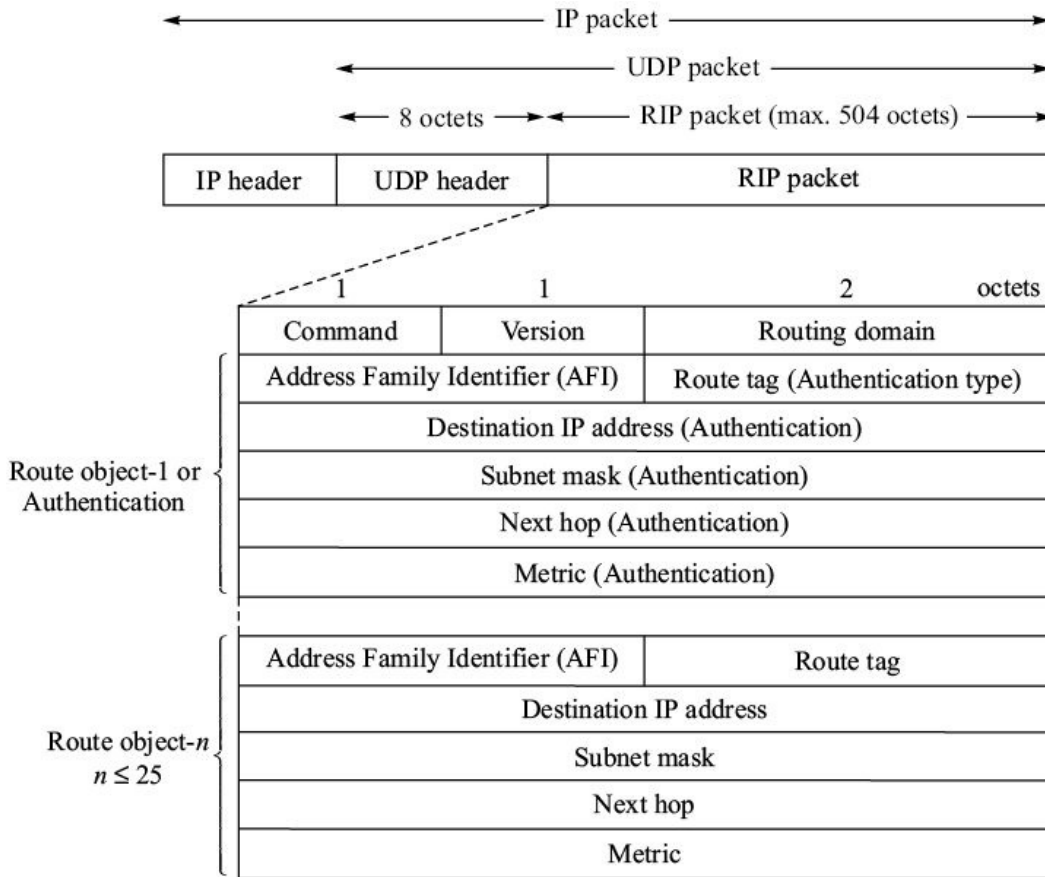 IP packet
UDP packet
8 octets
RIP packet (max. 504 octets)
IP header
UDP header
RIP packet
1
1
2
octets
Command
Version
Routing domain
Address Family Identifier (AFI)
Route tag (Authentication type)
Destination IP address (Authentication)
Subnet mask (Authentication)
Next hop (Authentication)
Metric (Authentication)
Route object-1 or
Authentication
Address Family Identifier (AFI)
Route tag
Destination IP address
Subnet mask
Next hop
Metric
Route object-n
n ≤ 25